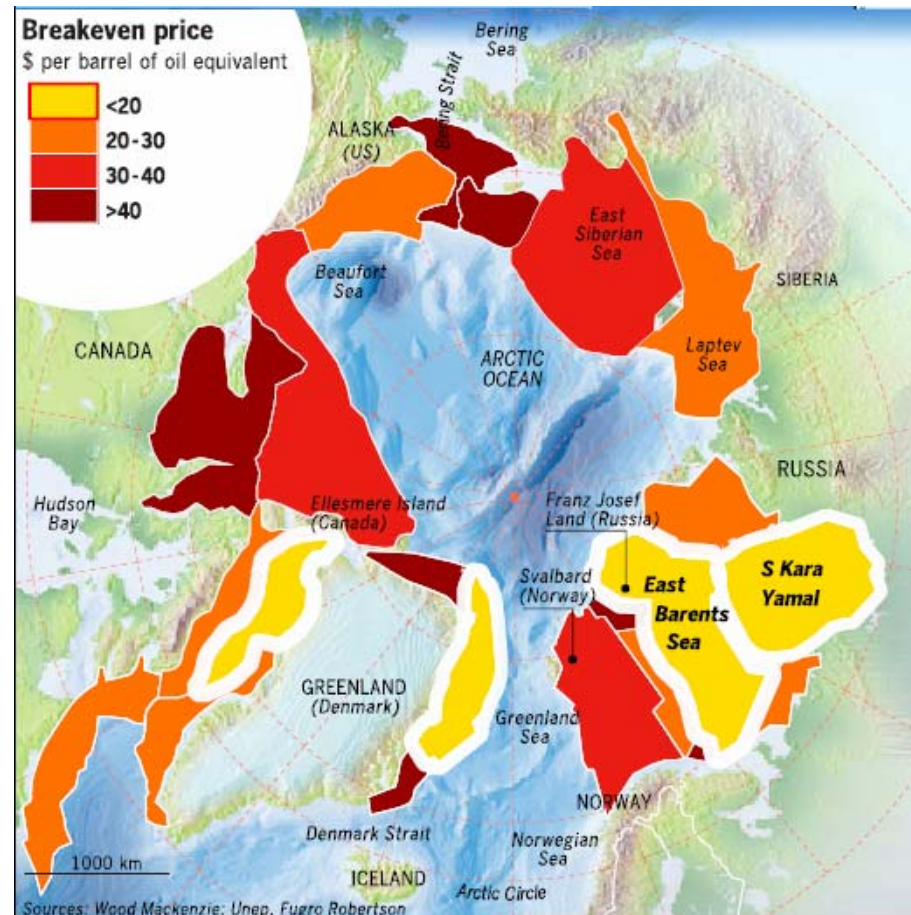 Breakeven price
$ per barrel of oil equivalent
<20
20-30
30-40
>40
Bering
Sea
Bering Strait
ALASKA
(US)
East
Siberian
Sea
SIBERIA
Beaufort
Sea
Laptev
Sea
CANADA
ARCTIC
OCEAN
RUSSIA
Hudson
Bay
Ellesmere Island
(Canada)
Franz Josef
Land (Russia)
Svalbard
(Norway)
East
Barents
Sea
S Kara
Yamal
GREENLAND
(Denmark)
Greenland
Sea
NORWAY
Denmark Strait
Norwegian
Sea
1000 km
ICELAND
Arctic Circle
Sources: Wood Mackenzie; Unep, Fugro Robertson